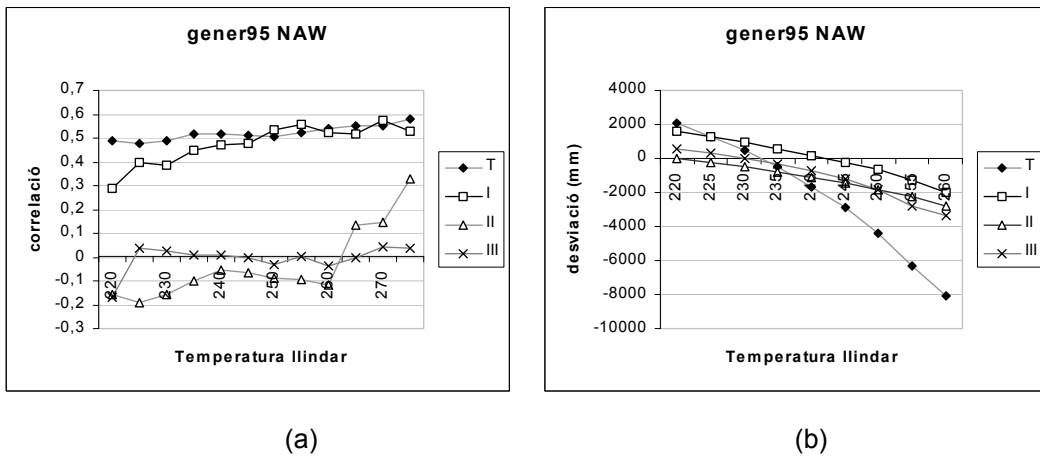 gener95 NAW
0,7
0,6
0,5
0,4
0,3
0,2
0,1
0
-0,1
-0,2
-0,3
correlació
220
230
240
250
260
270
Temperatura llindar
T
I
II
III
(a)
gener95 NAW
4000
2000
0
-2000
-4000
-6000
-8000
-10000
desviació (mm)
220
225
230
235
240
245
250
255
260
Temperatura llindar
T
I
II
III
(b)